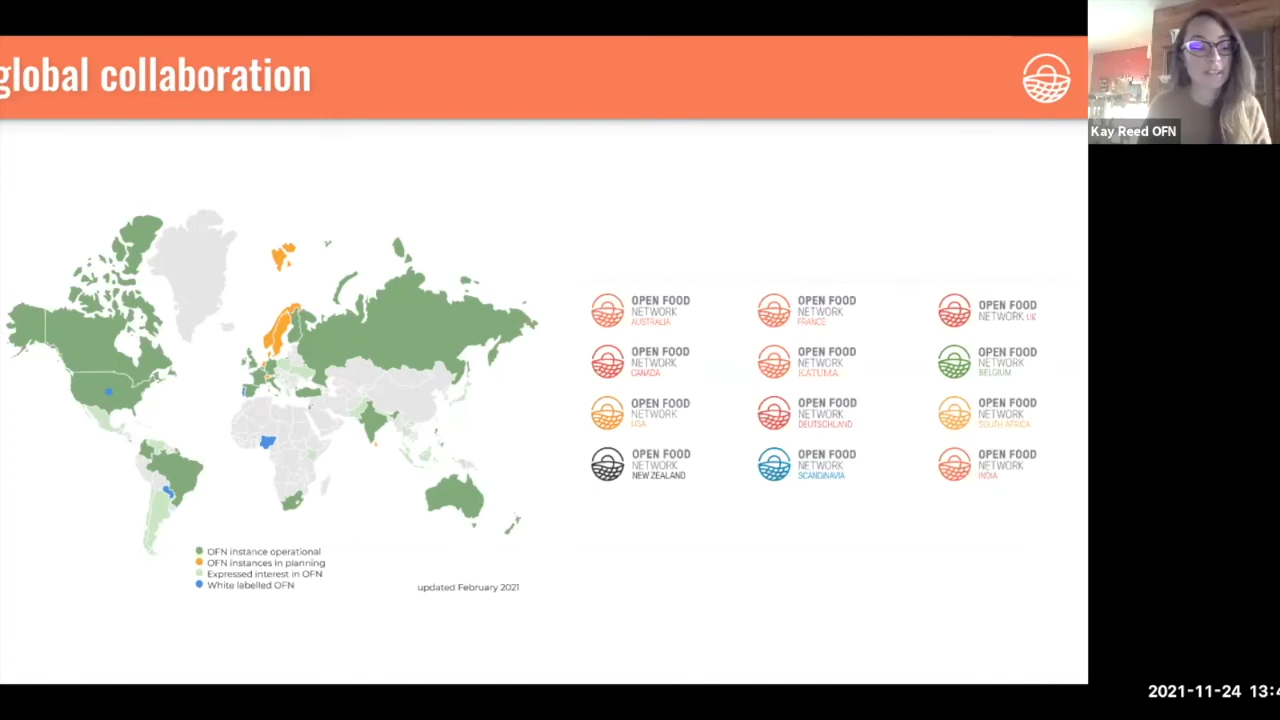 global collaboration
Kay Reed OFN
OPEN FOOD
NETWORK
AUSTRALIA
OPEN FOOD
NETWORK
FRANCE
OPEN FOOD
NETWORK UK
OPEN FOOD
NETWORK
CANADA
OPEN FOOD
NETWORK
KATUMA
OPEN FOOD
NETWORK
BELGIUM
OPEN FOOD
NETWORK
USA
OPEN FOOD
NETWORK
DEUTSCHLAND
OPEN FOOD
NETWORK
SOUTH AFRICA
OPEN FOOD
NETWORK
NEW ZEALAND
OPEN FOOD
NETWORK
SCANDINAVIA
OPEN FOOD
NETWORK
INDIA
OFN instance operational
OFN instances in planning
Expressed interest in OFN
White labelled OFN
updated February 2021
2021-11-24 13:4